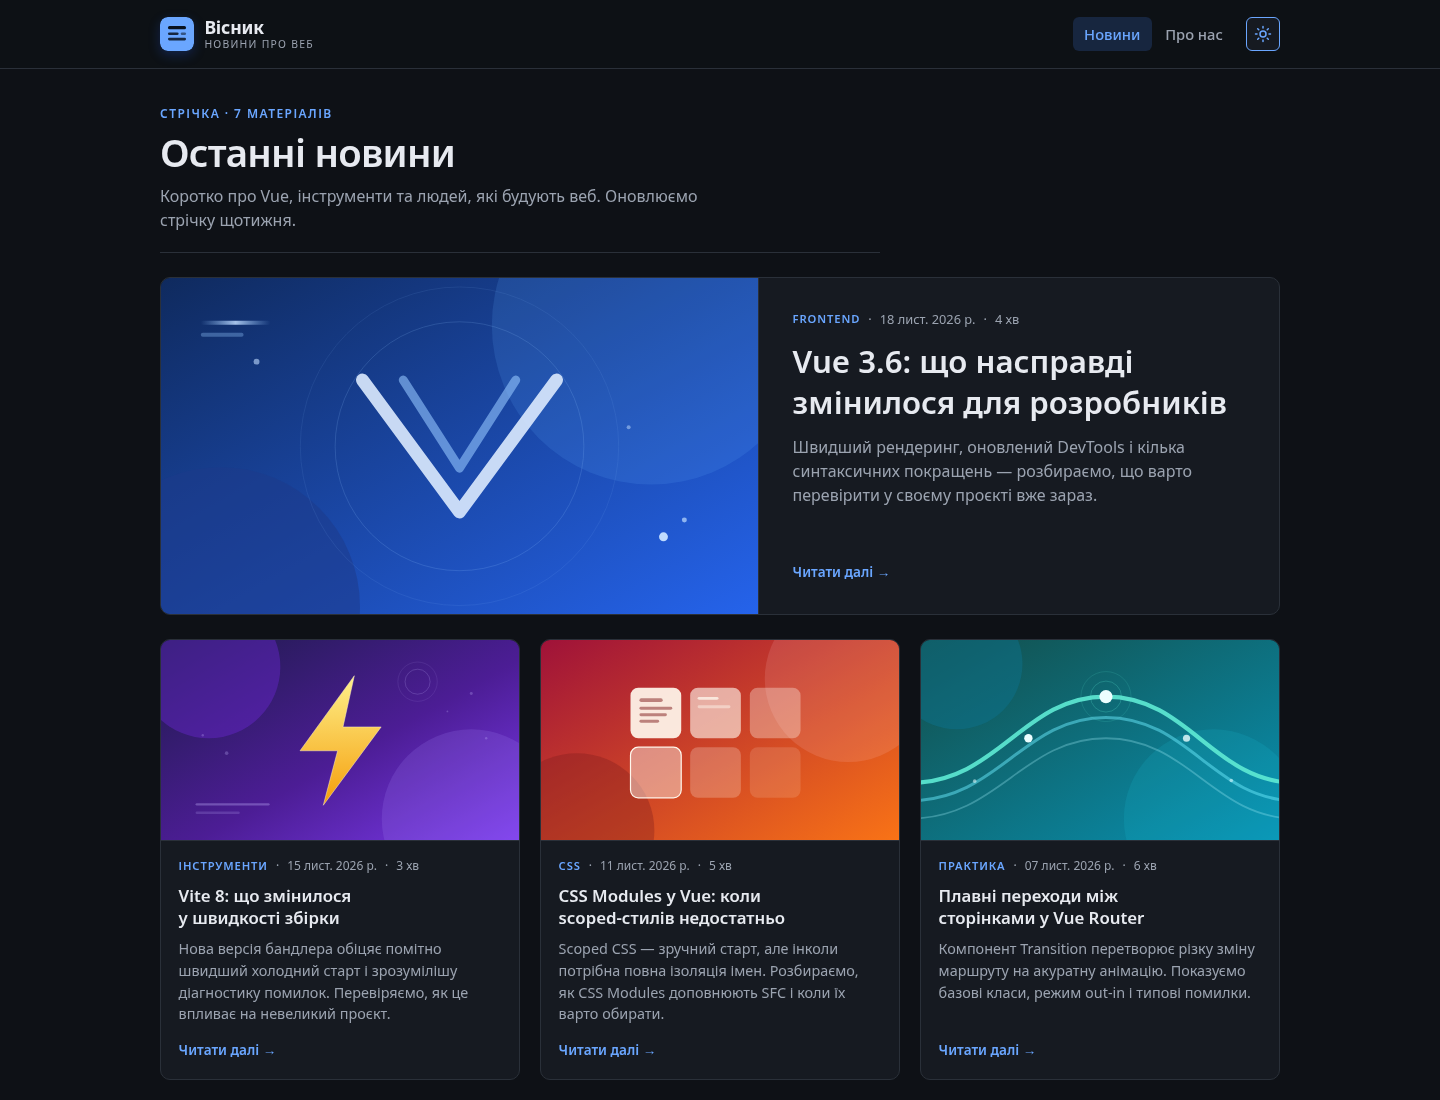 Вісник
НОВИНИ ПРО ВЕБ
Новини
Про нас
СТРІЧКА · 7 МАТЕРІАЛІВ
Останні новини
Коротко про Vue, інструменти та людей, які будують веб. Оновлюємо
стрічку щотижня.
FRONTEND · 18 лист. 2026 р. · 4 хв
Vue 3.6: що насправді
змінилося для розробників
Швидший рендеринг, оновлений DevTools і кілька
синтаксичних покращень — розбираємо, що варто
перевірити у своєму проєкті вже зараз.
Читати далі →
ІНСТРУМЕНТИ · 15 лист. 2026 р. · 3 хв
Vite 8: що змінилося
у швидкості збірки
Нова версія бандлера обіцяє помітно
швидший холодний старт і зрозумілішу
діагностику помилок. Перевіряємо, як це
впливає на невеликий проєкт.
Читати далі →
CSS · 11 лист. 2026 р. · 5 хв
CSS Modules у Vue: коли
scoped-стилів недостатньо
Scoped CSS — зручний старт, але інколи
потрібна повна ізоляція імен. Розбираємо,
як CSS Modules доповнюють SFC і коли їх
варто обирати.
Читати далі →
ПРАКТИКА · 07 лист. 2026 р. · 6 хв
Плавні переходи між
сторінками у Vue Router
Компонент Transition перетворює різку зміну
маршруту на акуратну анімацію. Показуємо
базові класи, режим out-in і типові помилки.
Читати далі →